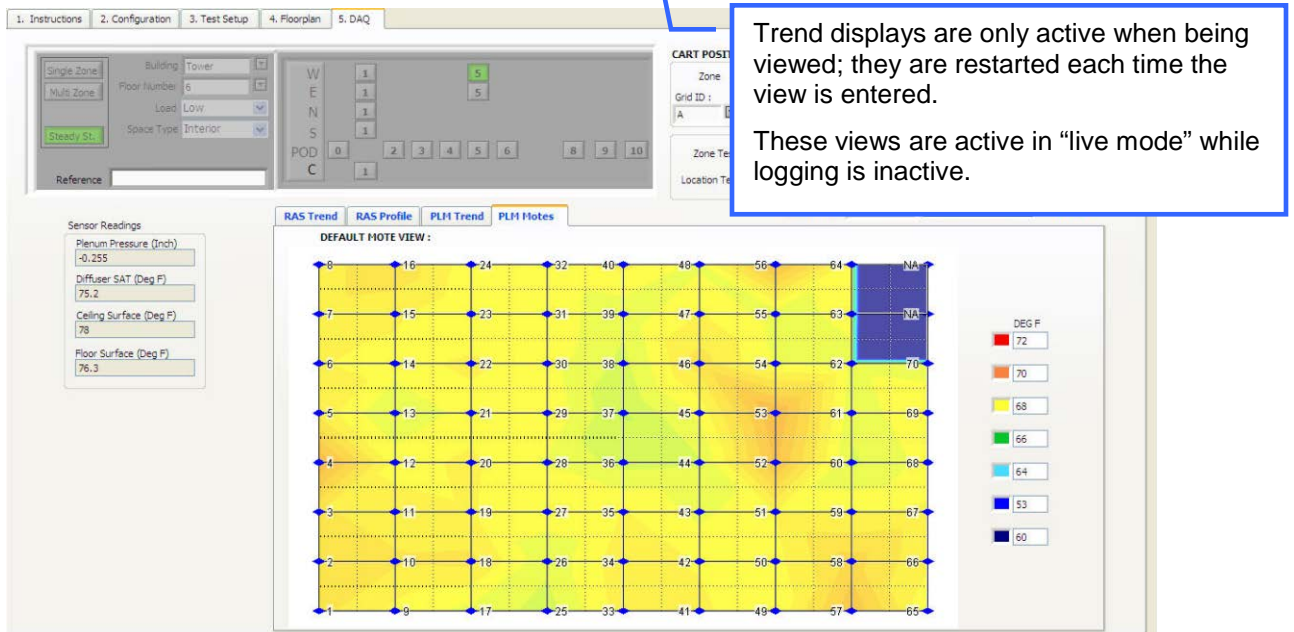 1. Instructions 2. Configuration 3. Test Setup 4. Floorplan 5. DAQ
Trend displays are only active when being
viewed; they are restarted each time the
view is entered.
These views are active in “live mode” while
logging is inactive.
Single Zone
Multi Zone
Steady St.
Building Tower
Floor Number 6
Load Low
Space Type Interior
Reference
W 1 5
E 1 5
N 1
S 1
POD 0 2 3 4 5 6 8 9 10
C 1
CART POSIT
Zone
Grid ID :
A
Zone Te
Location Te
Sensor Readings
Plenum Pressure (Inch)
-0.255
Diffuser SAT (Deg F)
75.2
Ceiling Surface (Deg F)
78
Floor Surface (Deg F)
76.3
RAS Trend RAS Profile PLM Trend PLM Motes
DEFAULT MOTE VIEW :
8 16 24 32 40 48 56 64 NA
7 15 23 31 39 47 55 63 NA
6 14 22 30 38 46 54 62 70
5 13 21 29 37 45 53 61 69
4 12 20 28 36 44 52 60 68
3 11 19 27 35 43 51 59 67
2 10 18 26 34 42 50 58 66
1 9 17 25 33 41 49 57 65
DEG F
72
70
68
66
64
53
60